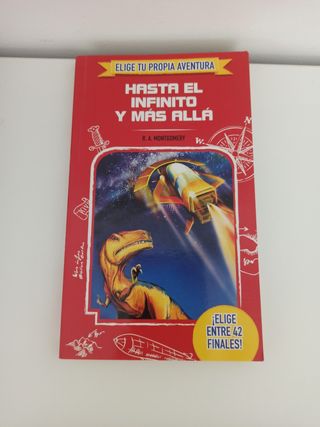 ELIGE TU PROPIA AVENTURA
HASTA EL
INFINITO
Y MÁS ALLÁ
R. A. MONTGOMERY
¡ELIGE
ENTRE 42
FINALES!